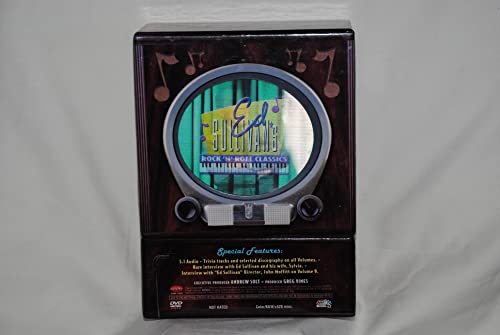 Ed
SULLIVAN'S
ROCK 'N' ROLL CLASSICS
Special Features:
5.1 Audio - Trivia tracks and selected discography on all Volumes. -
Rare interview with Ed Sullivan and his wife, Sylvia. -
Interview with "Ed Sullivan" Director, John Moffitt on Volume 9.
EXECUTIVE PRODUCER ANDREW SOLT • PRODUCER GREG VINES
DVD
NOT RATED
Color/B&W/